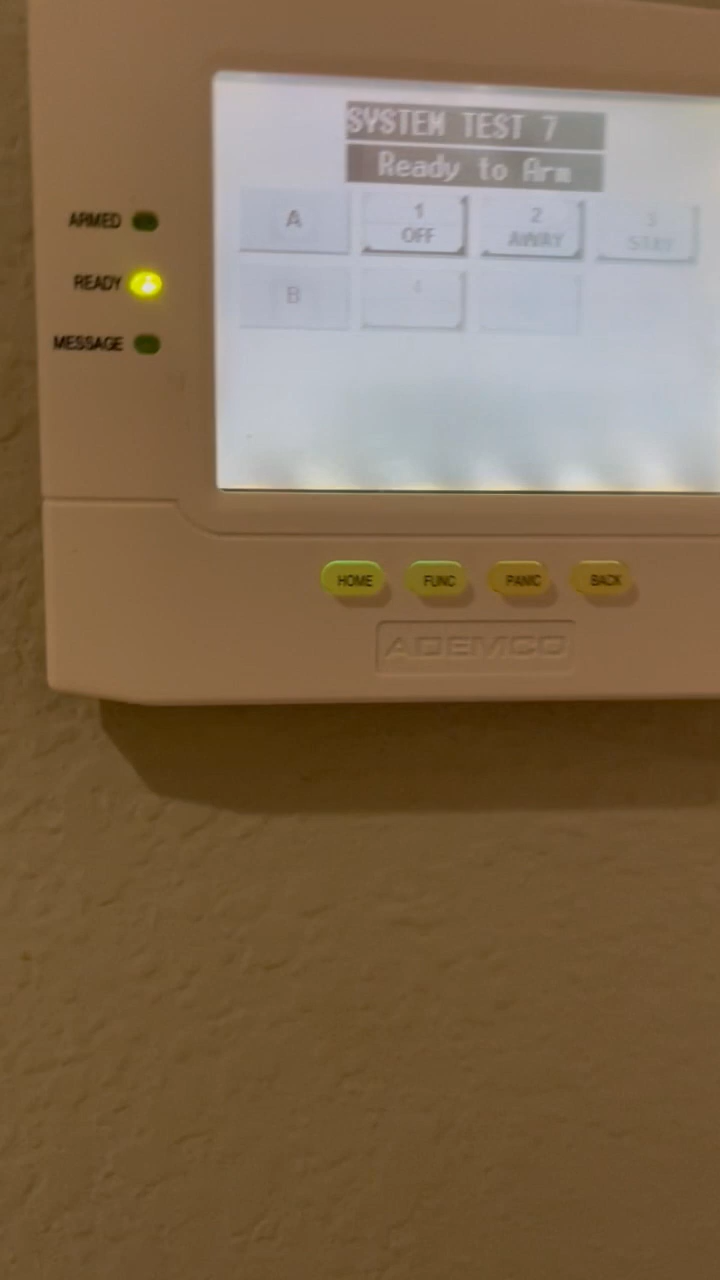 SYSTEM TEST 7
Ready to Arm
ARMED
READY
MESSAGE
A
1
OFF
2
AWAY
3
STAY
B
4
HOME
FUNC
PANIC
BACK
ADEMCO